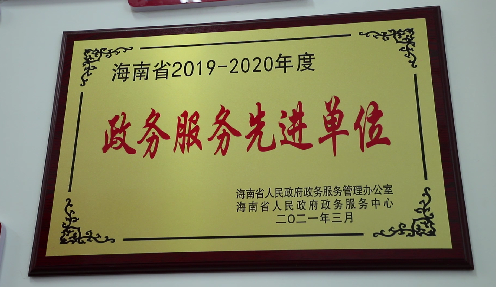 海南省2019-2020年度
政务服务先进单位
海南省人民政府政务服务管理办公室
海南省人民政府政务服务中心
二〇二一年三月